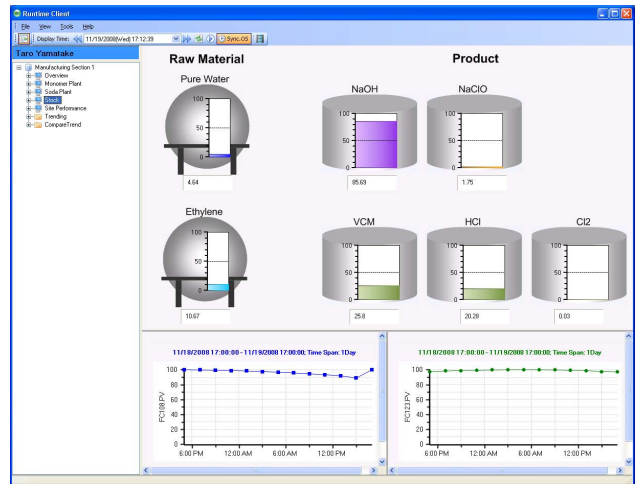 Runtime Client
File View Tools Help
Display Time: 11/19/2008(Wed) 17:12:39 Sync.OS
Taro Yamatake
Manufacturing Section 1
Overview
Monomer Plant
Soda Plant
Stock
Site Performance
Trending
CompareTrend
Raw Material
Product
Pure Water
100
50
0
4.64
NaOH
100
50
0
85.69
NaClO
100
50
0
1.75
Ethylene
100
50
0
10.67
VCM
100
50
0
25.8
HCl
100
50
0
20.28
Cl2
100
50
0
0.03
11/18/2008 17:00:00 - 11/19/2008 17:00:00; Time Span: 1Day
FC108.PV
100
80
60
40
20
0
6:00 PM 12:00 AM 6:00 AM 12:00 PM
11/18/2008 17:00:00 - 11/19/2008 17:00:00; Time Span: 1Day
FC123.PV
100
80
60
40
20
0
6:00 PM 12:00 AM 6:00 AM 12:00 PM